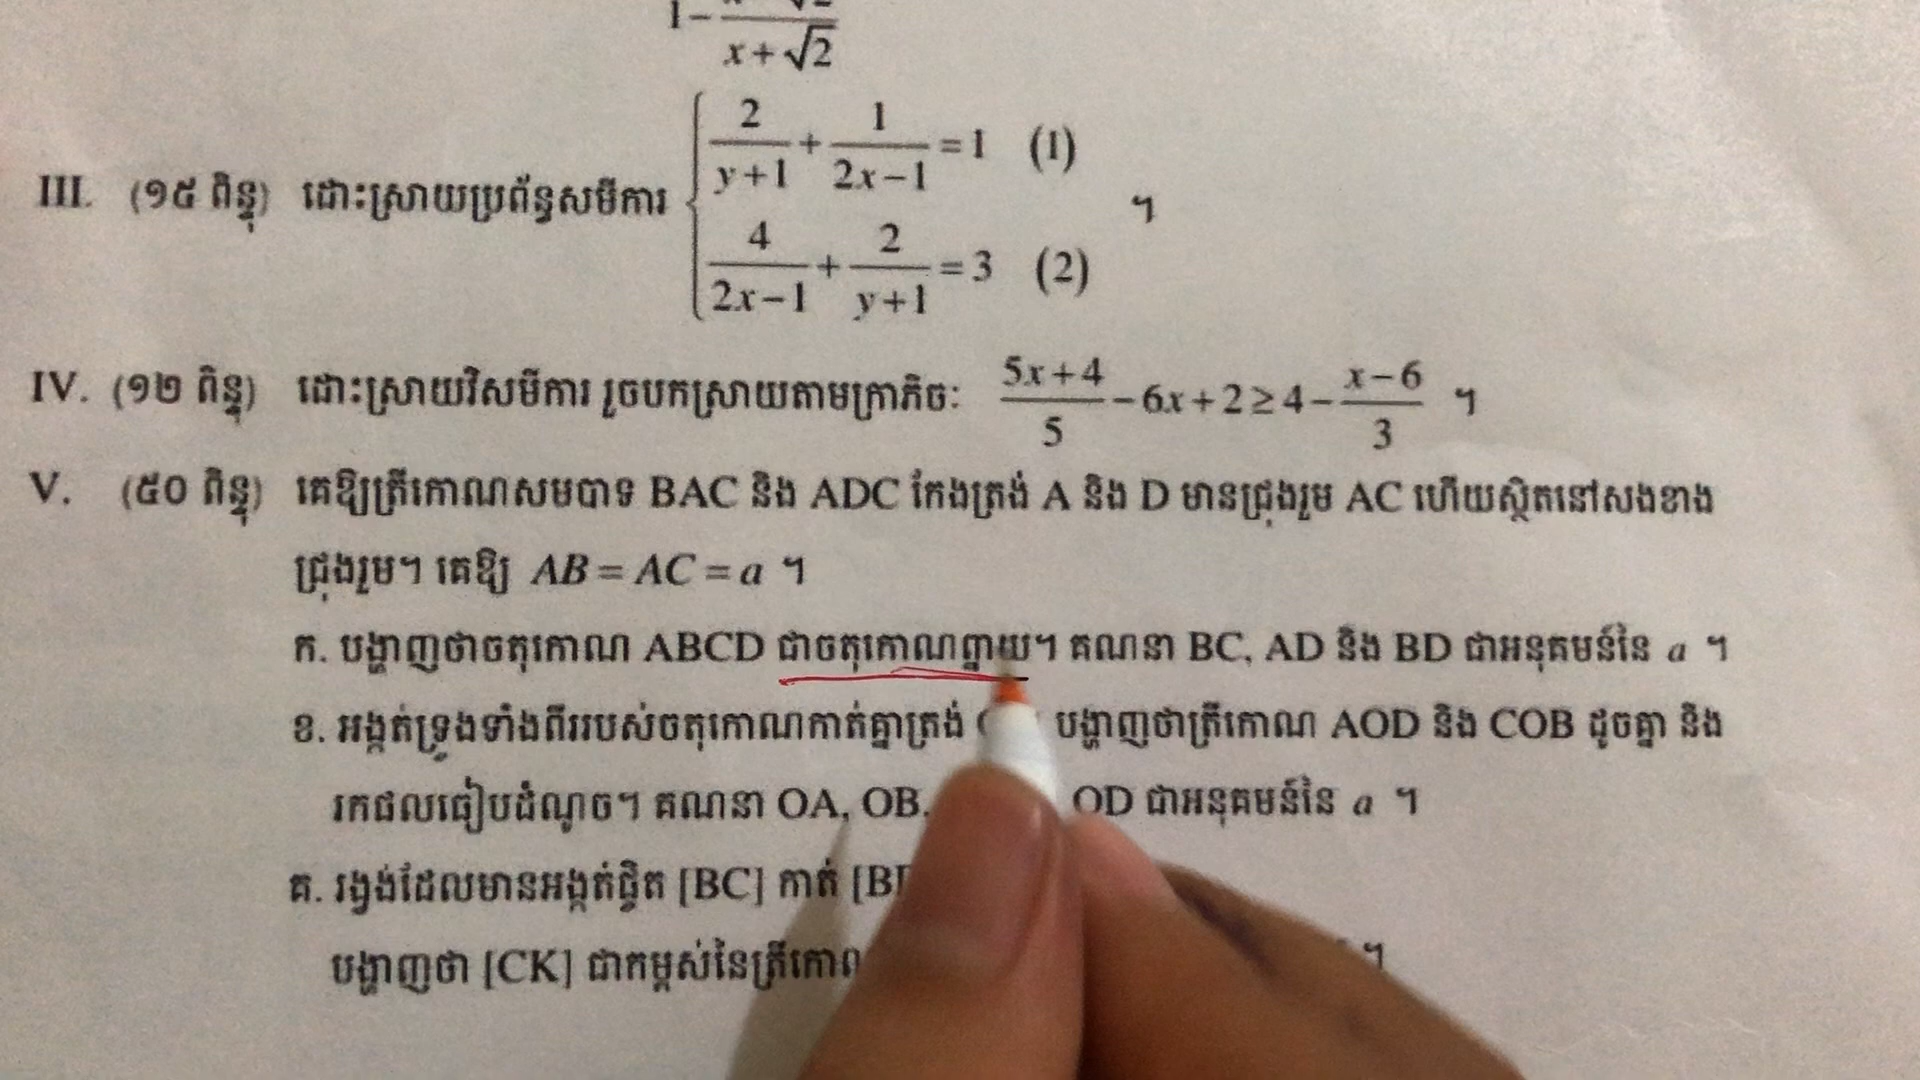 1 −
x + √2
III. (១៥ ពិន្ទុ) ដោះស្រាយប្រព័ន្ធសមីការ { 2/(y+1) + 1/(2x−1) = 1 (1) ។
4/(2x−1) + 2/(y+1) = 3 (2)
IV. (១២ ពិន្ទុ) ដោះស្រាយវិសមីការ រួចបកស្រាយតាមក្រាភិចៈ (5x+4)/5 − 6x + 2 ≥ 4 − (x−6)/3 ។
V. (៥០ ពិន្ទុ) គេឱ្យត្រីកោណសមបាទ BAC និង ADC កែងត្រង់ A និង D មានជ្រុងរួម AC ហើយស្ថិតនៅសងខាង
ជ្រុងរួម។ គេឱ្យ AB = AC = a ។
ក. បង្ហាញថាចតុកោណ ABCD ជាចតុកោណព្នាយ។ គណនា BC, AD និង BD ជាអនុគមន៍នៃ a ។
ខ. អង្កត់ទ្រូងទាំងពីររបស់ចតុកោណកាត់គ្នាត្រង់ បង្ហាញថាត្រីកោណ AOD និង COB ដូចគ្នា និង
រកផលធៀបដំណូច។ គណនា OA, OB, OD ជាអនុគមន៍នៃ a ។
គ. រង្វង់ដែលមានអង្កត់ផ្ចិត [BC] កាត់
បង្ហាញថា [CK] ជាកម្ពស់នៃ ។